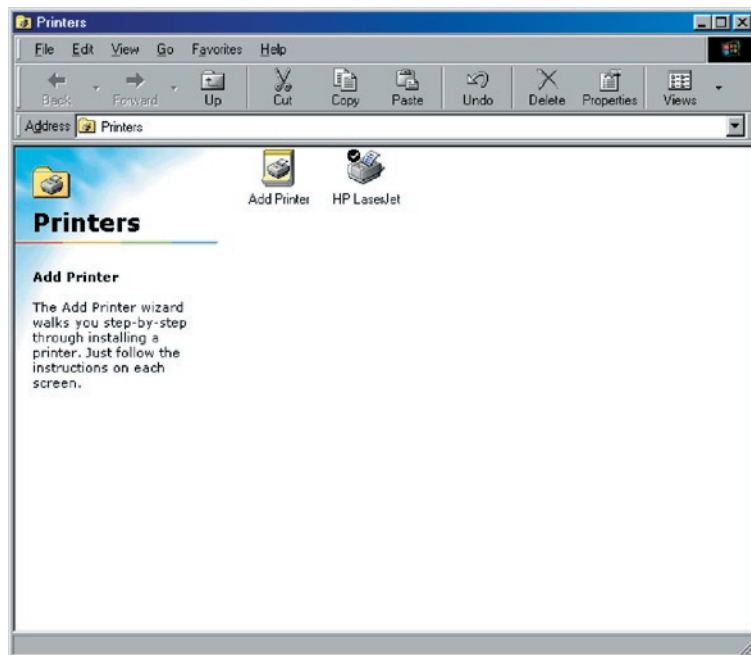 Printers
File Edit View Go Favorites Help
Back Forward Up Cut Copy Paste Undo Delete Properties Views
Address Printers
Add Printer HP LaserJet
Printers
Add Printer
The Add Printer wizard
walks you step-by-step
through installing a
printer. Just follow the
instructions on each
screen.